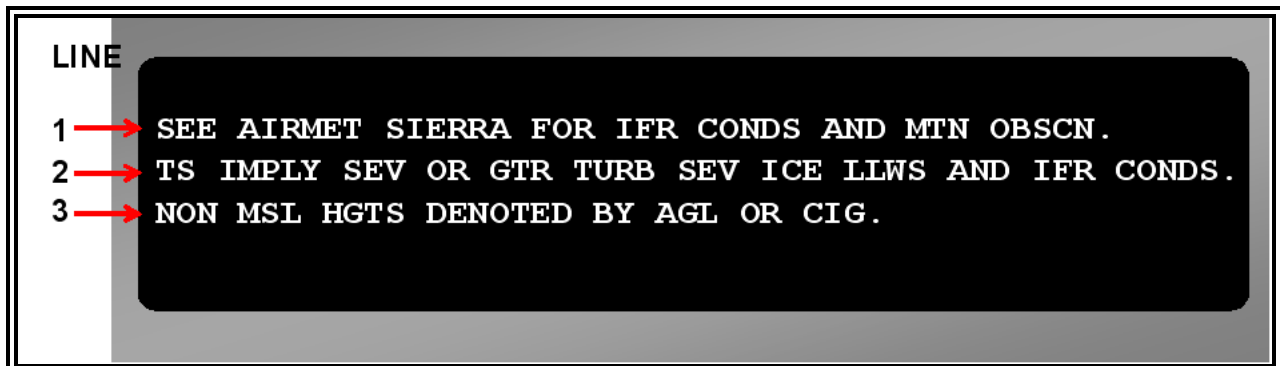 LINE
1 SEE AIRMET SIERRA FOR IFR CONDS AND MTN OBSCN.
2 TS IMPLY SEV OR GTR TURB SEV ICE LLWS AND IFR CONDS.
3 NON MSL HGTS DENOTED BY AGL OR CIG.